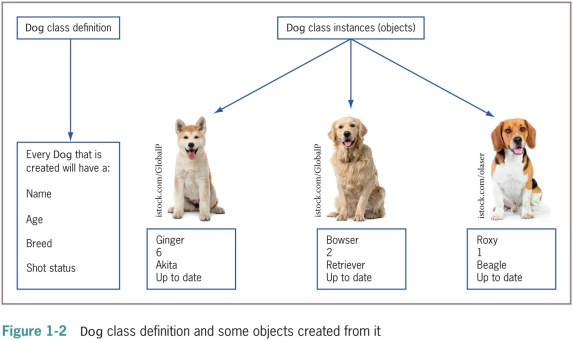 Dog class definition
Dog class instances (objects)
Every Dog that is
created will have a:
Name
Age
Breed
Shot status
istock.com/GlobalP
Ginger
6
Akita
Up to date
istock.com/GlobalP
Bowser
2
Retriever
Up to date
istock.com/olaser
Roxy
1
Beagle
Up to date
Figure 1-2 Dog class definition and some objects created from it